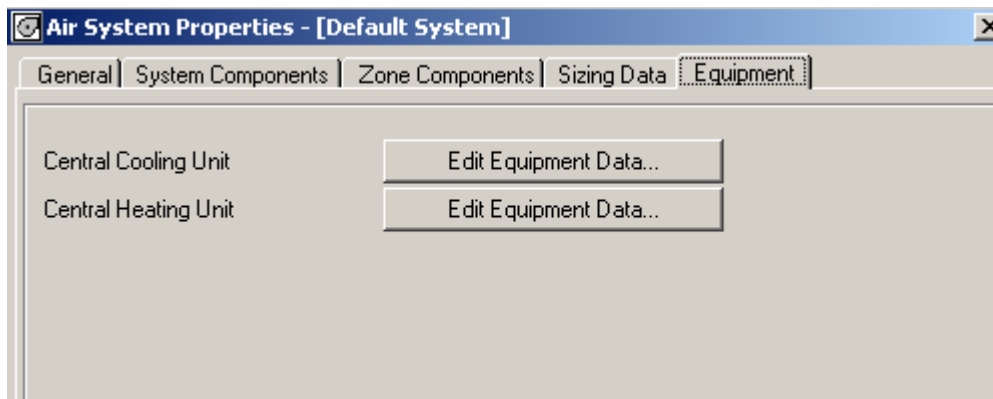 Air System Properties - [Default System]
General System Components Zone Components Sizing Data Equipment
Central Cooling Unit Edit Equipment Data...
Central Heating Unit Edit Equipment Data...